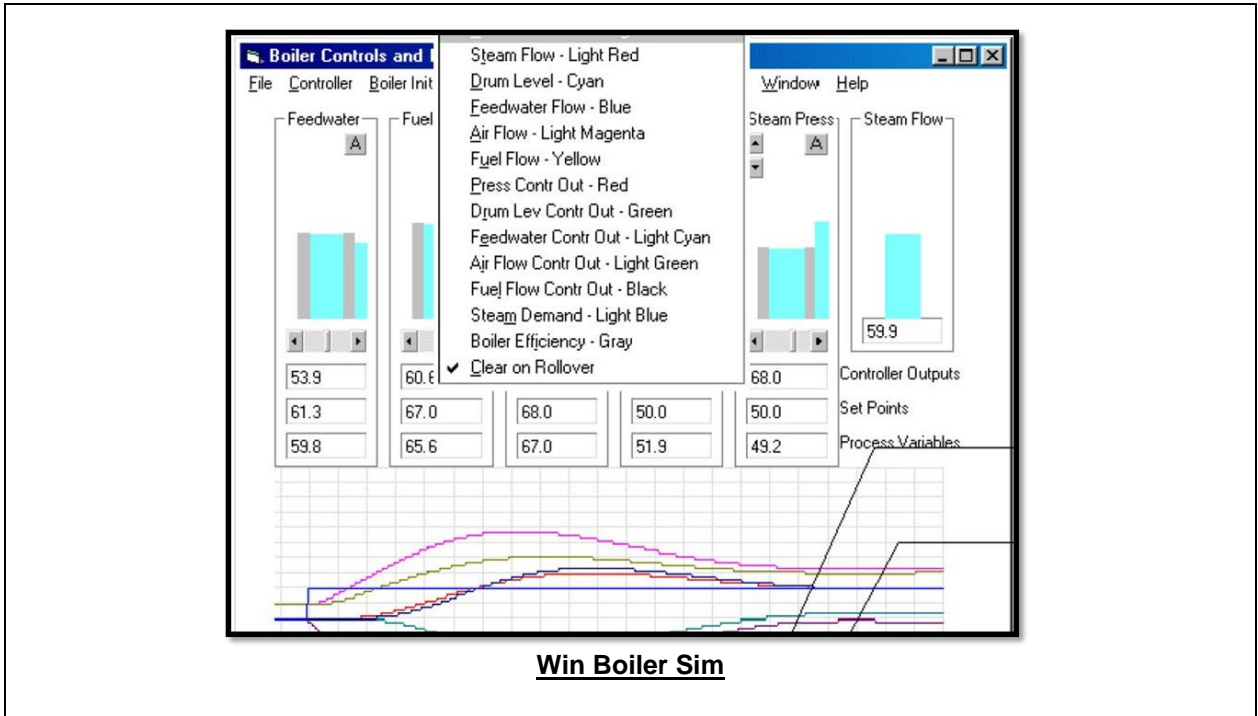 Boiler Controls and
File Controller Boiler Init Window Help
Feedwater Fuel Steam Press Steam Flow
A A
Steam Flow - Light Red
Drum Level - Cyan
Feedwater Flow - Blue
Air Flow - Light Magenta
Fuel Flow - Yellow
Press Contr Out - Red
Drum Lev Contr Out - Green
Feedwater Contr Out - Light Cyan
Air Flow Contr Out - Light Green
Fuel Flow Contr Out - Black
Steam Demand - Light Blue
Boiler Efficiency - Gray
Clear on Rollover
59.9
53.9 60.6 68.0 Controller Outputs
61.3 67.0 68.0 50.0 50.0 Set Points
59.8 65.6 67.0 51.9 49.2 Process Variables
Win Boiler Sim